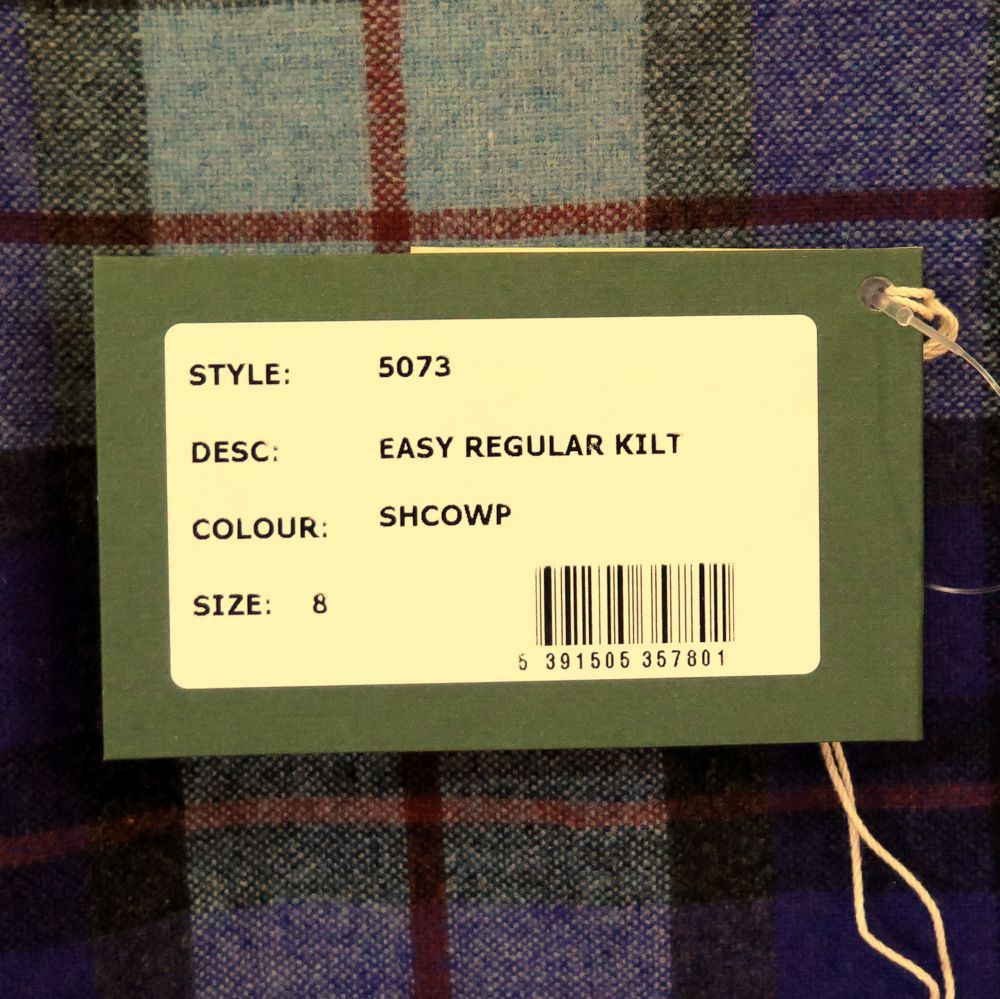 STYLE: 5073
DESC: EASY REGULAR KILT
COLOUR: SHCOWP
SIZE: 8
5 391505 357801